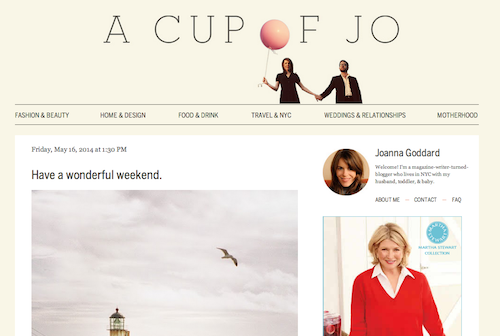 A CUP OF JO
FASHION & BEAUTY HOME & DESIGN FOOD & DRINK TRAVEL & NYC WEDDINGS & RELATIONSHIPS MOTHERHOOD
Friday, May 16, 2014 at 1:30 PM
Have a wonderful weekend.
Joanna Goddard
Welcome! I'm a magazine-writer-turned-
blogger who lives in NYC with my
husband, toddler, & baby.
ABOUT ME — CONTACT — FAQ
MARTHA STEWART
COLLECTION